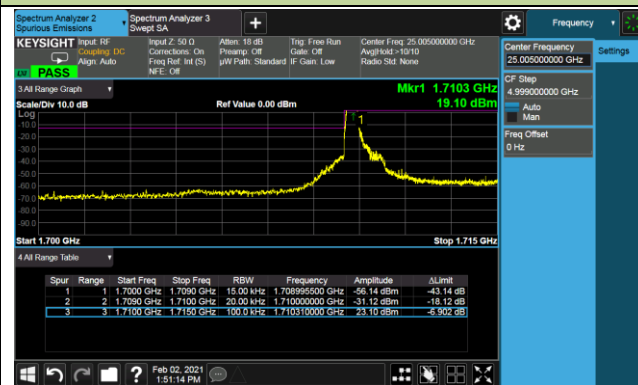 Spectrum Analyzer 2
Spurious Emissions
Spectrum Analyzer 3
Swept SA
Frequency
KEYSIGHT Input: RF
Coupling: DC
Align: Auto
Input Z: 50 Ω
Corrections: On
Freq Ref: Int (S)
NFE: Off
Atten: 18 dB
Preamp: Off
µW Path: Standard
Trig: Free Run
Gate: Off
IF Gain: Low
Center Freq: 25.005000000 GHz
Avg|Hold:>10/10
Radio Std: None
PASS
Center Frequency
25.005000000 GHz
Settings
CF Step
4.999000000 GHz
Auto
Man
Freq Offset
0 Hz
3 All Range Graph
Mkr1 1.7103 GHz
Scale/Div 10.0 dB
Ref Value 0.00 dBm
19.10 dBm
Log
-10.0
-20.0
-30.0
-40.0
-50.0
-60.0
-70.0
-80.0
-90.0
1
Start 1.700 GHz
Stop 1.715 GHz
4 All Range Table
Spur Range Start Freq Stop Freq RBW Frequency Amplitude ΔLimit
1 1 1.7000 GHz 1.7090 GHz 15.00 kHz 1.708995500 GHz -56.14 dBm -43.14 dB
2 2 1.7090 GHz 1.7100 GHz 20.00 kHz 1.710000000 GHz -31.12 dBm -18.12 dB
3 3 1.7100 GHz 1.7150 GHz 100.0 kHz 1.710310000 GHz 23.10 dBm -6.902 dB
Feb 02, 2021
1:51:14 PM